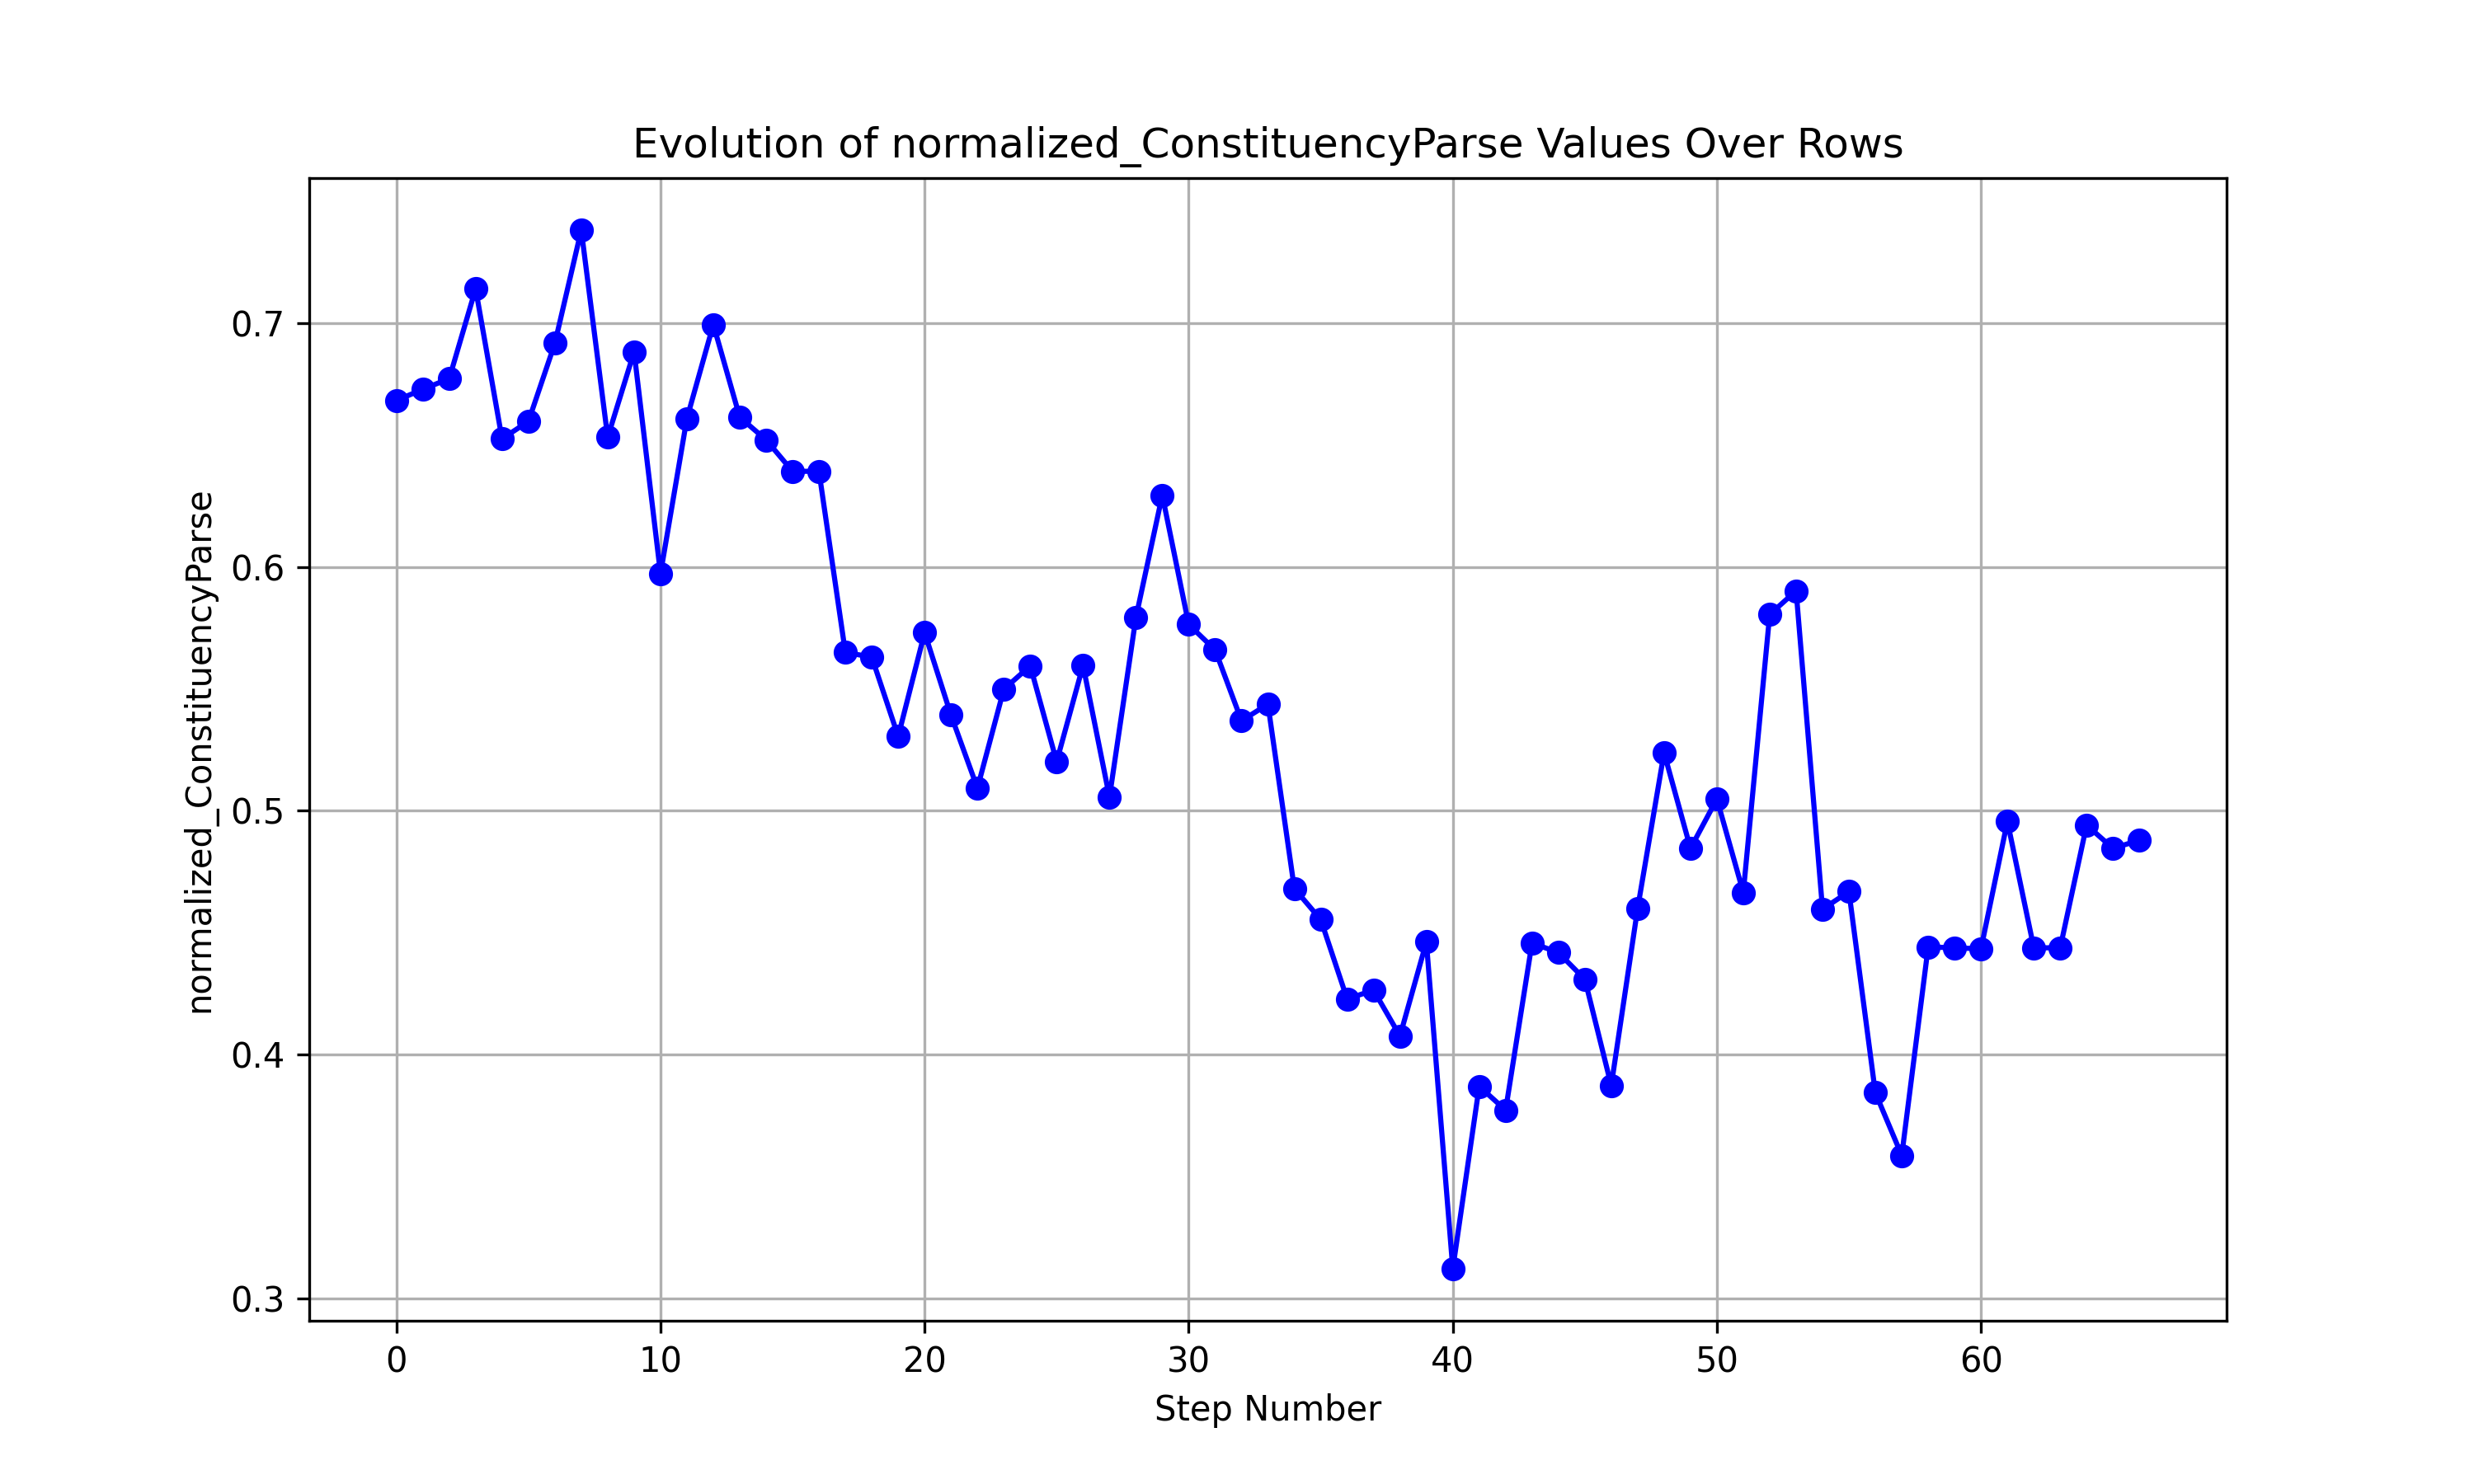 Evolution of normalized_ConstituencyParse Values Over Rows
normalized_ConstituencyParse
0.7
0.6
0.5
0.4
0.3
0 10 20 30 40 50 60
Step Number